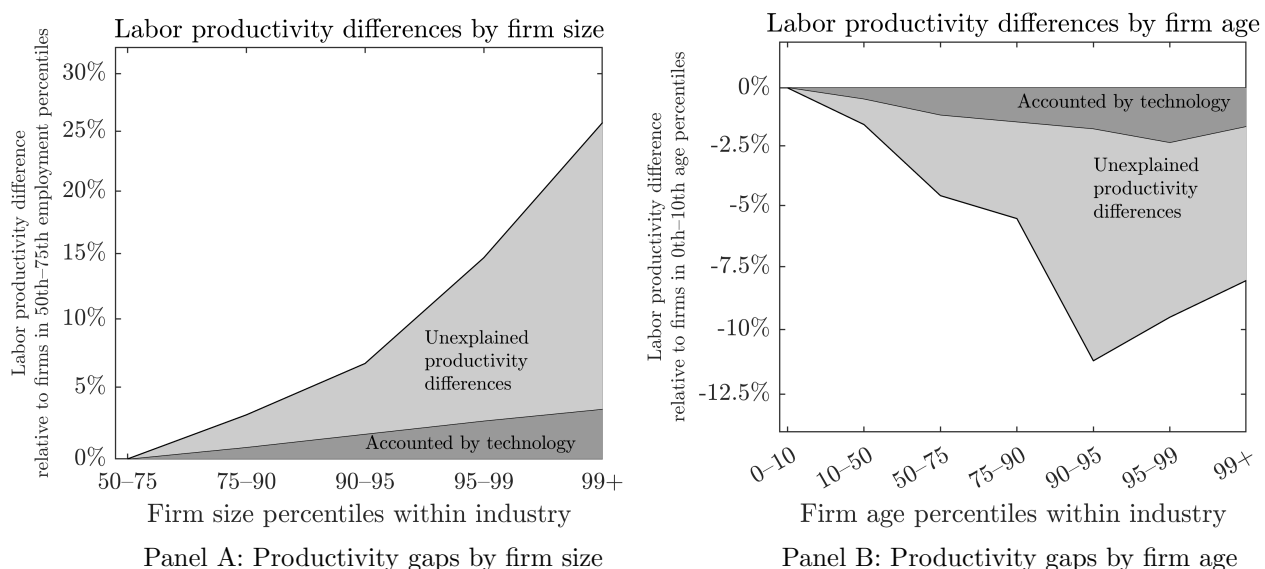 Labor productivity differences by firm size
Labor productivity difference
relative to firms in 50th–75th employment percentiles
30%
25%
20%
15%
10%
5%
0%
Unexplained
productivity
differences
Accounted by technology
50–75
75–90
90–95
95–99
99+
Firm size percentiles within industry
Panel A: Productivity gaps by firm size
Labor productivity differences by firm age
Labor productivity difference
relative to firms in 0th–10th age percentiles
0%
-2.5%
-5%
-7.5%
-10%
-12.5%
Accounted by technology
Unexplained
productivity
differences
0–10
10–50
50–75
75–90
90–95
95–99
99+
Firm age percentiles within industry
Panel B: Productivity gaps by firm age